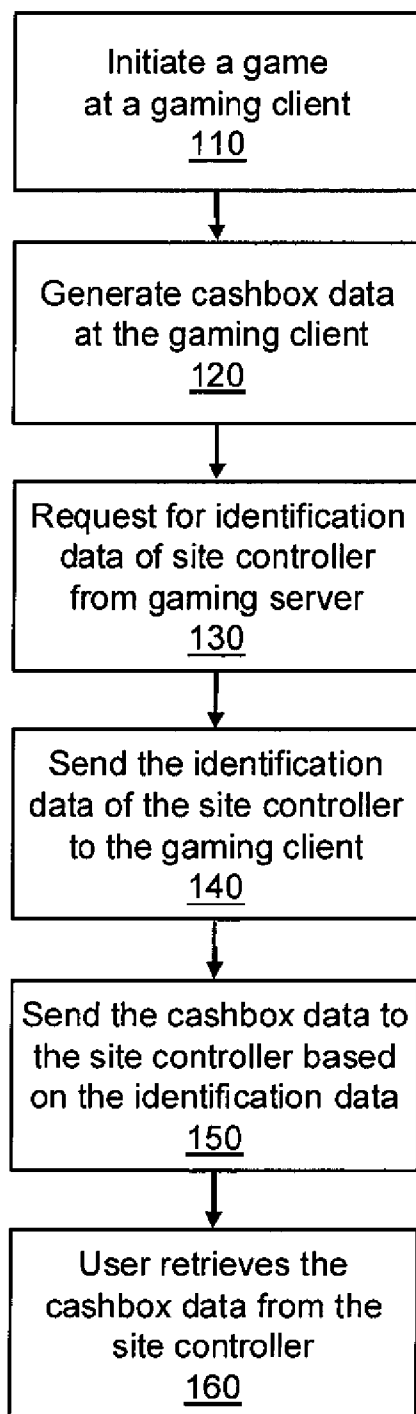 Initiate a game
at a gaming client
110
Generate cashbox data
at the gaming client
120
Request for identification
data of site controller
from gaming server
130
Send the identification
data of the site controller
to the gaming client
140
Send the cashbox data to
the site controller based
on the identification data
150
User retrieves the
cashbox data from the
site controller
160